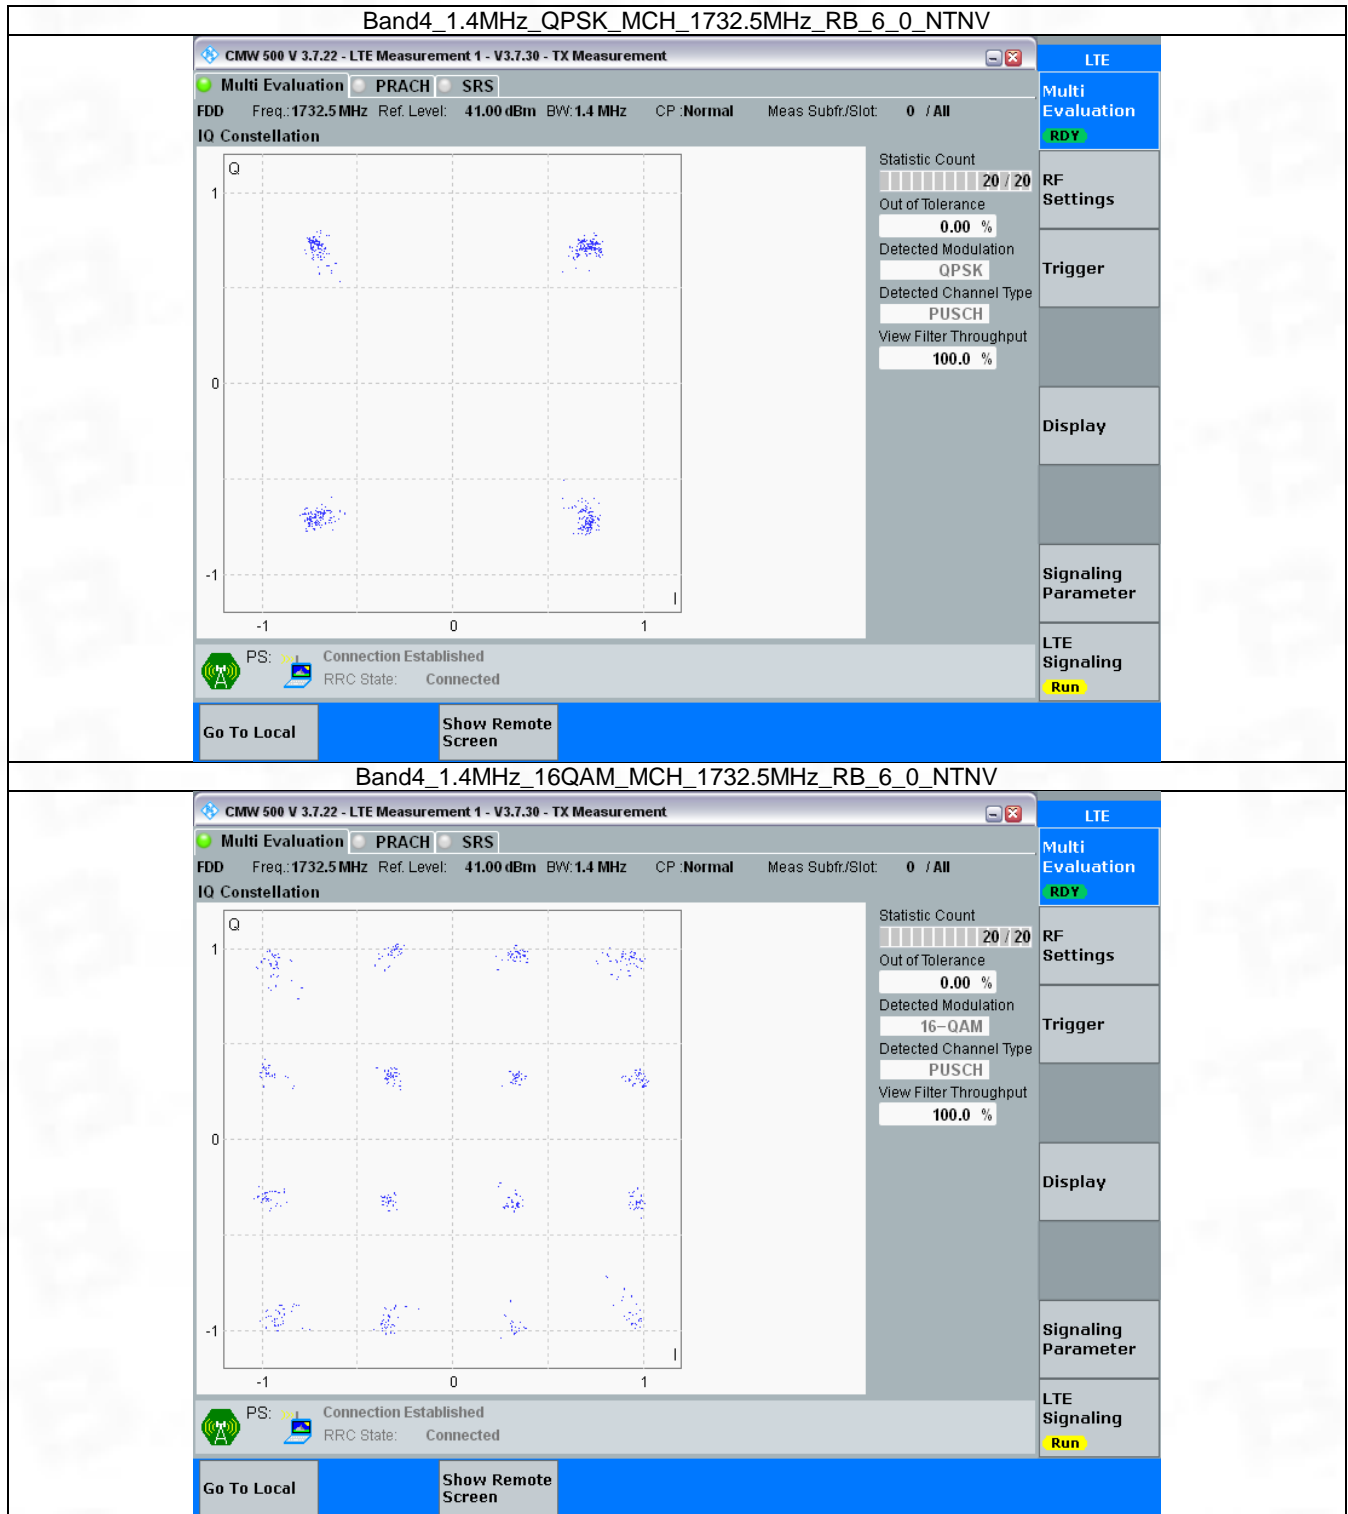 Band4_1.4MHz_QPSK_MCH_1732.5MHz_RB_6_0_NTNV
CMW 500 V 3.7.22 - LTE Measurement 1 - V3.7.30 - TX Measurement
LTE
Multi Evaluation PRACH SRS
Multi
Evaluation
RDY
FDD Freq.:1732.5 MHz Ref. Level: 41.00 dBm BW:1.4 MHz CP :Normal Meas Subfr./Slot: 0 / All
IQ Constellation
Q
1
0
-1
-1 0 1
I
Statistic Count
20 / 20
Out of Tolerance
0.00 %
Detected Modulation
QPSK
Detected Channel Type
PUSCH
View Filter Throughput
100.0 %
RF
Settings
Trigger
Display
Signaling
Parameter
LTE
Signaling
Run
PS: Connection Established
RRC State: Connected
Go To Local
Show Remote
Screen
Band4_1.4MHz_16QAM_MCH_1732.5MHz_RB_6_0_NTNV
CMW 500 V 3.7.22 - LTE Measurement 1 - V3.7.30 - TX Measurement
LTE
Multi Evaluation PRACH SRS
Multi
Evaluation
RDY
FDD Freq.:1732.5 MHz Ref. Level: 41.00 dBm BW:1.4 MHz CP :Normal Meas Subfr./Slot: 0 / All
IQ Constellation
Q
1
0
-1
-1 0 1
I
Statistic Count
20 / 20
Out of Tolerance
0.00 %
Detected Modulation
16-QAM
Detected Channel Type
PUSCH
View Filter Throughput
100.0 %
RF
Settings
Trigger
Display
Signaling
Parameter
LTE
Signaling
Run
PS: Connection Established
RRC State: Connected
Go To Local
Show Remote
Screen